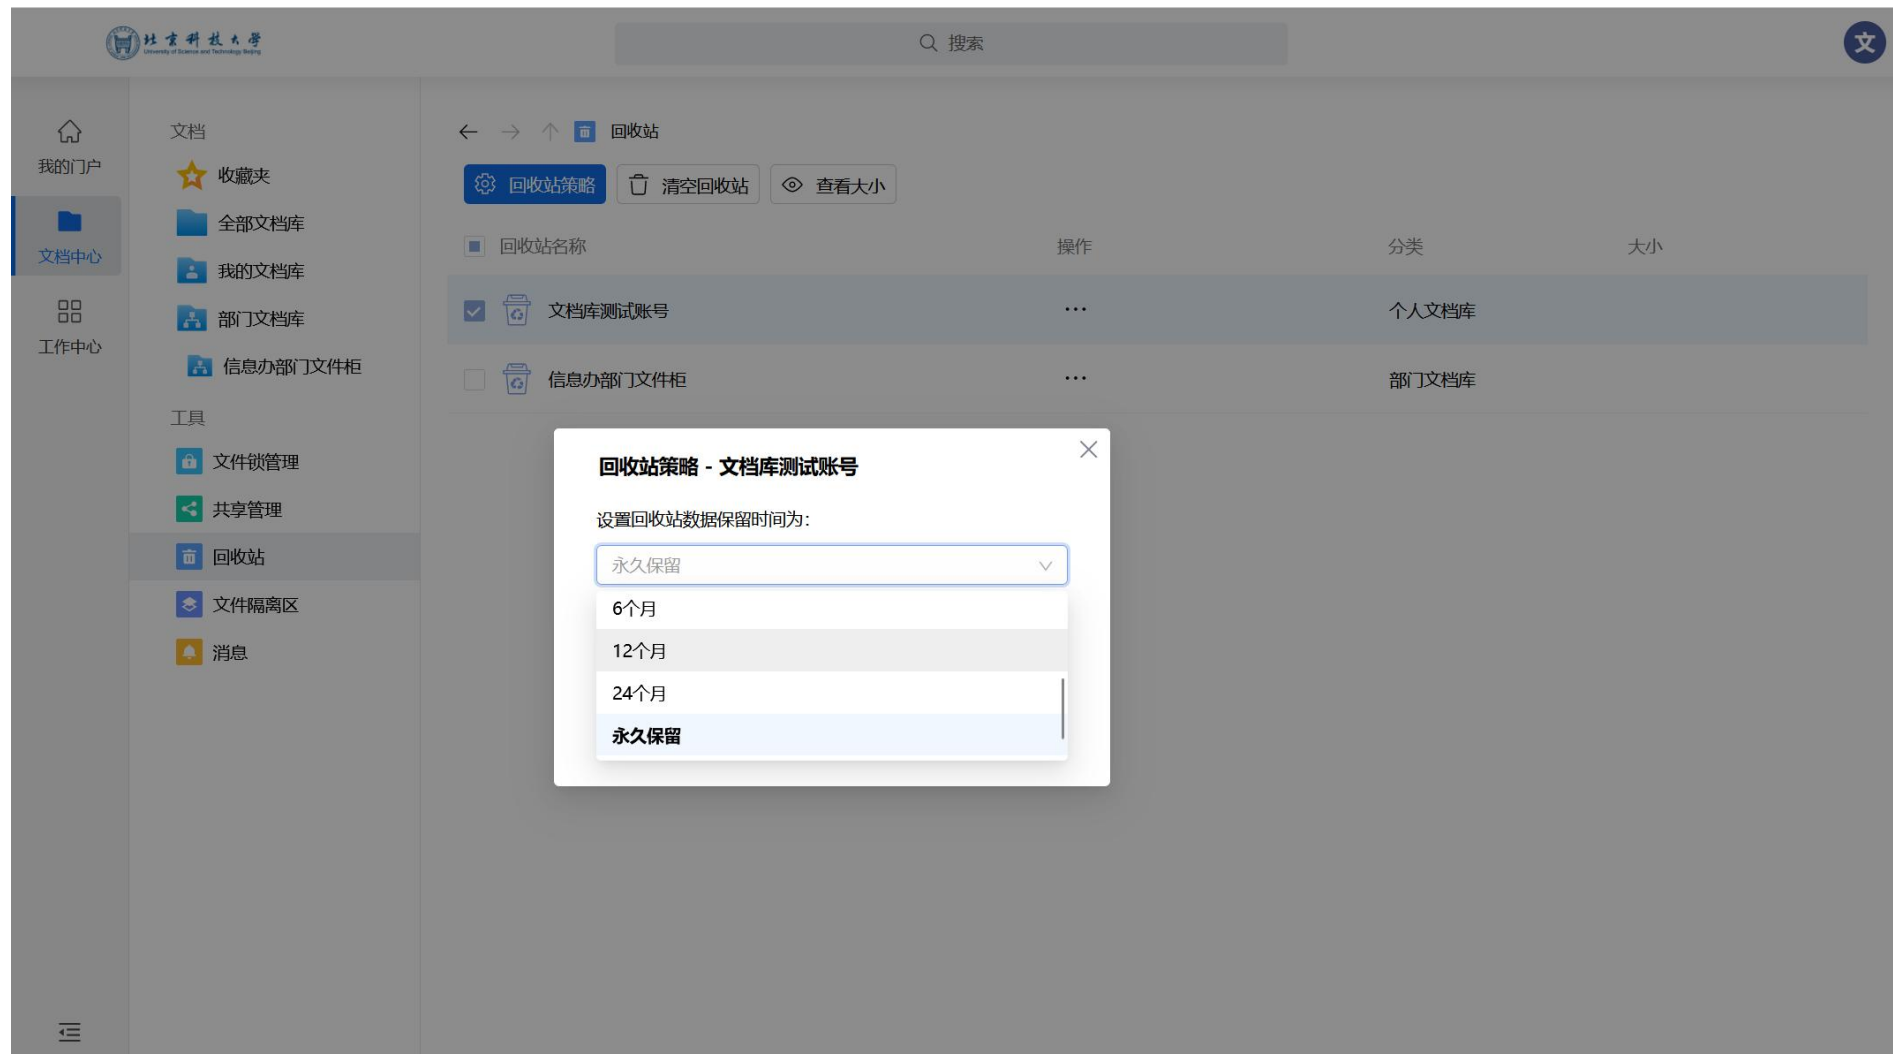 北京科技大学
University of Science and Technology Beijing
搜索
文
我的门户
文档中心
工作中心
文档
收藏夹
全部文档库
我的文档库
部门文档库
信息办部门文件柜
工具
文件锁管理
共享管理
回收站
文件隔离区
消息
回收站
回收站策略
清空回收站
查看大小
回收站名称 操作 分类 大小
文档库测试账号 ··· 个人文档库
信息办部门文件柜 ··· 部门文档库
回收站策略 - 文档库测试账号
设置回收站数据保留时间为:
永久保留
6个月
12个月
24个月
永久保留